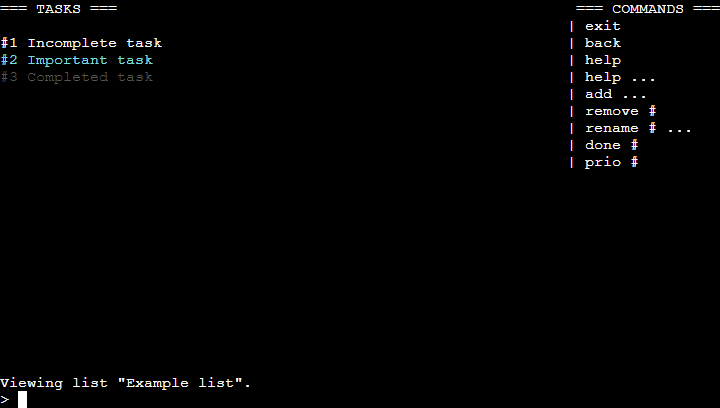 === TASKS ===
#1 Incomplete task
#2 Important task
#3 Completed task
=== COMMANDS ===
| exit
| back
| help
| help ...
| add ...
| remove #
| rename # ...
| done #
| prio #
Viewing list "Example list".
>